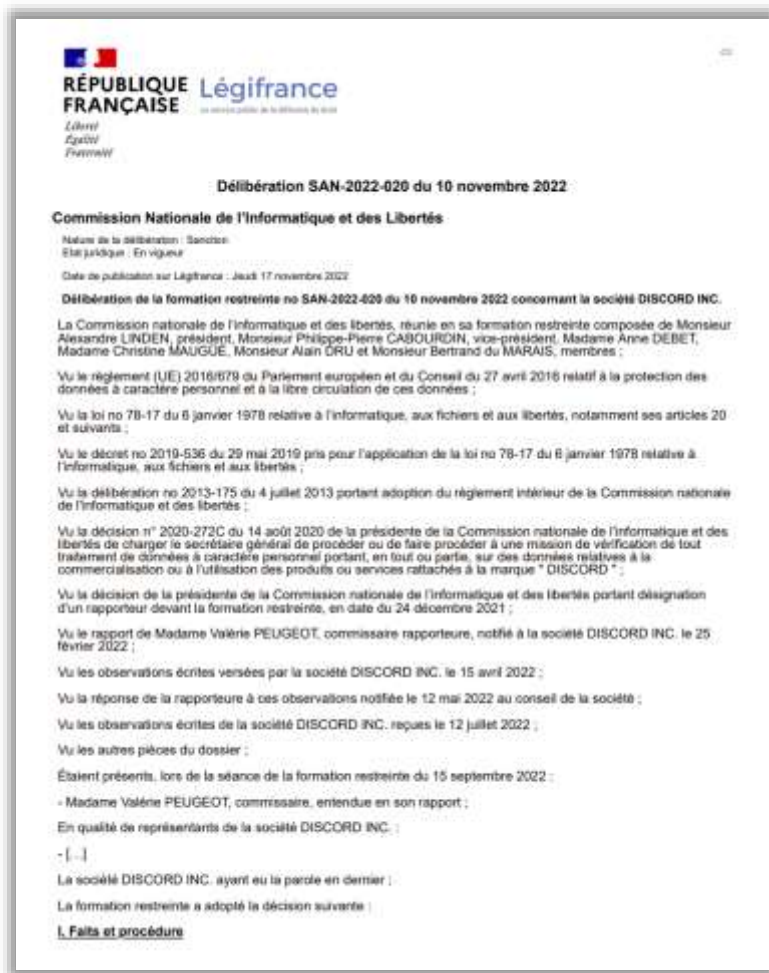 RÉPUBLIQUE
FRANÇAISE
Liberté
Égalité
Fraternité
Légifrance
Le service public de la diffusion du droit
Délibération SAN-2022-020 du 10 novembre 2022
Commission Nationale de l'Informatique et des Libertés
Nature de la délibération : Sanction
Etat juridique : En vigueur
Date de publication sur Légifrance : Jeudi 17 novembre 2022
Délibération de la formation restreinte no SAN-2022-020 du 10 novembre 2022 concernant la société DISCORD INC.
La Commission nationale de l'informatique et des libertés, réunie en sa formation restreinte composée de Monsieur
Alexandre LINDEN, président, Monsieur Philippe-Pierre CABOURDIN, vice-président, Madame Anne DEBET,
Madame Christine MAUGÜÉ, Monsieur Alain DRU et Monsieur Bertrand du MARAIS, membres ;
Vu le règlement (UE) 2016/679 du Parlement européen et du Conseil du 27 avril 2016 relatif à la protection des
données à caractère personnel et à la libre circulation de ces données ;
Vu la loi no 78-17 du 6 janvier 1978 relative à l'informatique, aux fichiers et aux libertés, notamment ses articles 20
et suivants ;
Vu le décret no 2019-536 du 29 mai 2019 pris pour l'application de la loi no 78-17 du 6 janvier 1978 relative à
l'informatique, aux fichiers et aux libertés ;
Vu la délibération no 2013-175 du 4 juillet 2013 portant adoption du règlement intérieur de la Commission nationale
de l'informatique et des libertés ;
Vu la décision n° 2020-272C du 14 août 2020 de la présidente de la Commission nationale de l'informatique et des
libertés de charger le secrétaire général de procéder ou de faire procéder à une mission de vérification de tout
traitement de données à caractère personnel portant, en tout ou partie, sur des données relatives à la
commercialisation ou à l'utilisation des produits ou services rattachés à la marque " DISCORD " ;
Vu la décision de la présidente de la Commission nationale de l'informatique et des libertés portant désignation
d'un rapporteur devant la formation restreinte, en date du 24 décembre 2021 ;
Vu le rapport de Madame Valérie PEUGEOT, commissaire rapporteure, notifié à la société DISCORD INC. le 25
février 2022 ;
Vu les observations écrites versées par la société DISCORD INC. le 15 avril 2022 ;
Vu la réponse de la rapporteure à ces observations notifiée le 12 mai 2022 au conseil de la société ;
Vu les observations écrites de la société DISCORD INC. reçues le 12 juillet 2022 ;
Vu les autres pièces du dossier ;
Étaient présents, lors de la séance de la formation restreinte du 15 septembre 2022 :
- Madame Valérie PEUGEOT, commissaire, entendue en son rapport ;
En qualité de représentants de la société DISCORD INC. :
- [...]
La société DISCORD INC. ayant eu la parole en dernier ;
La formation restreinte a adopté la décision suivante :
I. Faits et procédure